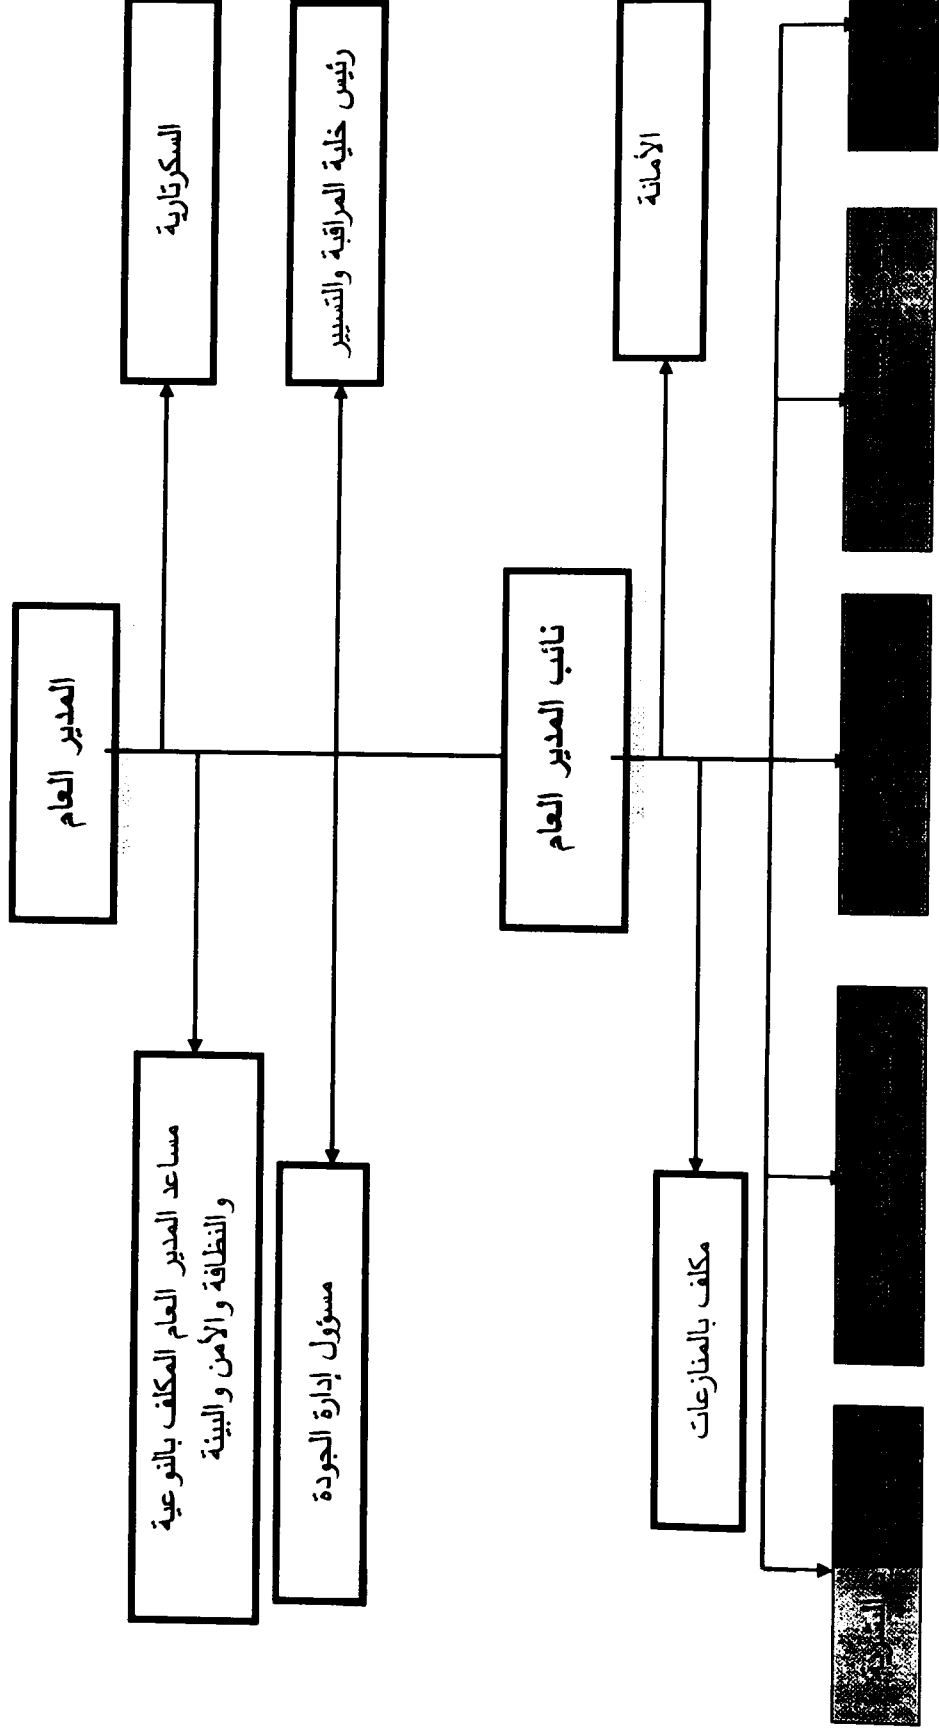 المدير العام
السكرتارية
مساعد المدير العام المكلف بالنوعية
والنظافة والأمن والبيئة
رئيس خلية المراقبة والتسيير
مسؤول إدارة الجودة
نائب المدير العام
الأمانة
مكلف بالمنازعات